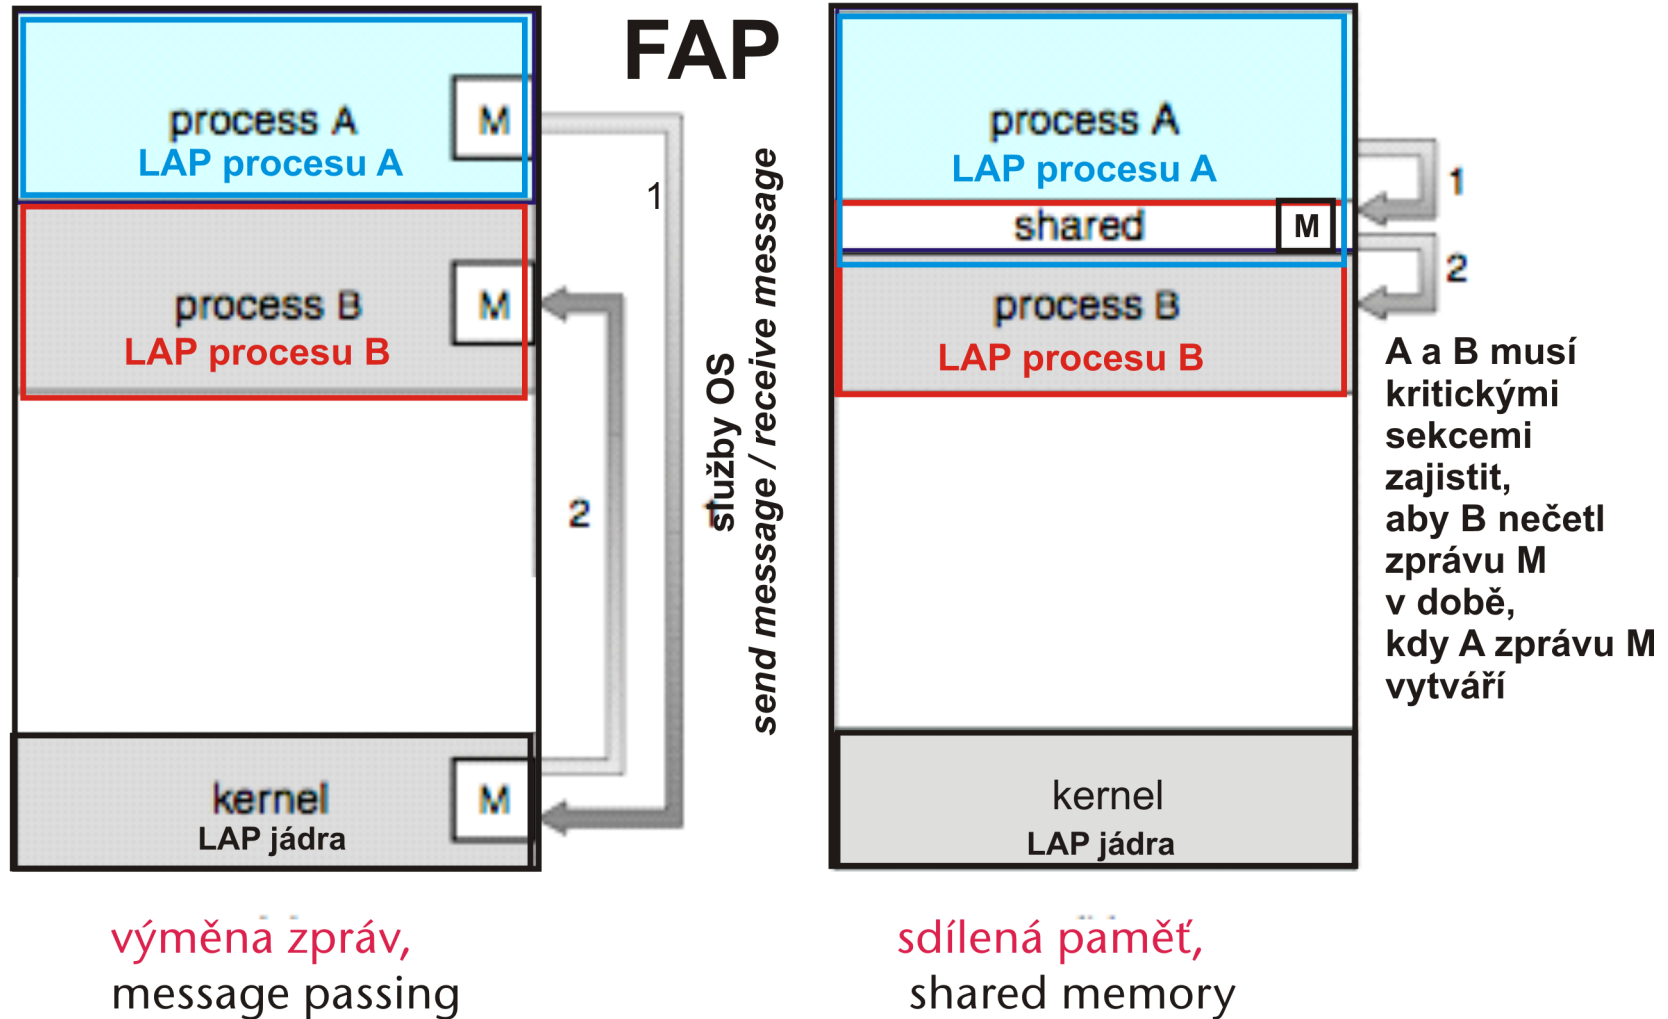 FAP
process A
M
LAP procesu A
process B
M
LAP procesu B
kernel
M
LAP jádra
1
2
1
služby OS
send message / receive message
výměna zpráv,
message passing
process A
LAP procesu A
shared
M
process B
LAP procesu B
kernel
LAP jádra
1
2
A a B musí
kritickými
sekcemi
zajistit,
aby B nečetl
zprávu M
v době,
kdy A zprávu M
vytváří
sdílená paměť,
shared memory